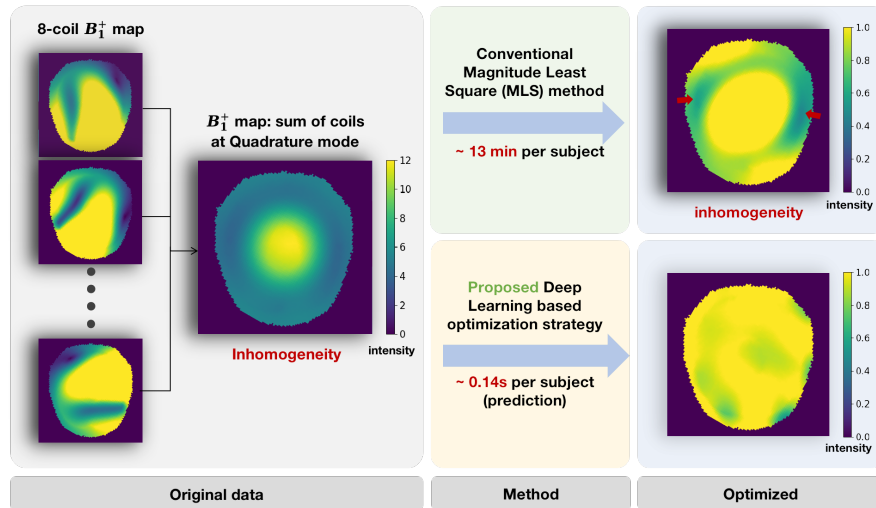 8-coil B₁⁺ map
B₁⁺ map: sum of coils
at Quadrature mode
12
10
8
6
4
2
0
Inhomogeneity
intensity
Conventional
Magnitude Least
Square (MLS) method
~ 13 min per subject
1.0
0.8
0.6
0.4
0.2
0.0
intensity
inhomogeneity
Proposed Deep
Learning based
optimization strategy
~ 0.14s per subject
(prediction)
1.0
0.8
0.6
0.4
0.2
0.0
intensity
Original data
Method
Optimized